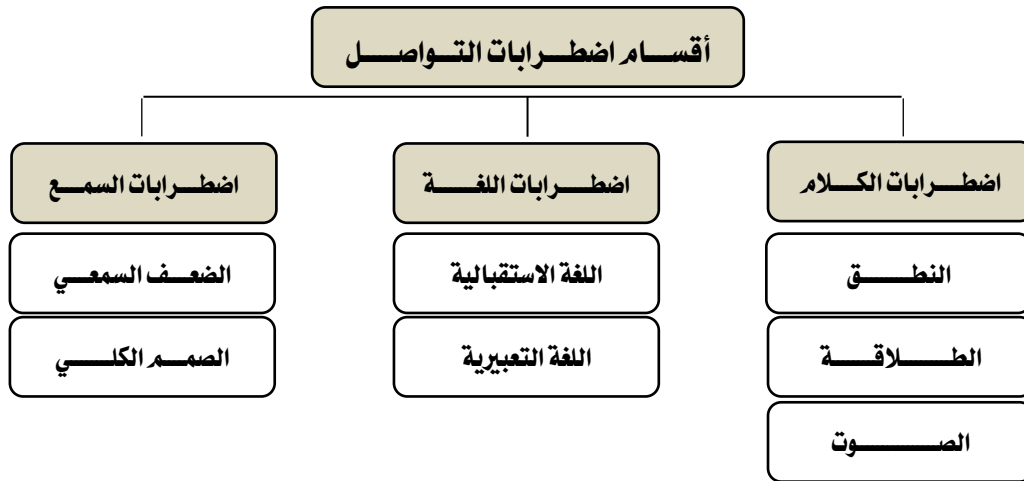 أقسام اضطرابات التواصل
اضطرابات الكلام
النطق
الطلاقة
الصوت
اضطرابات اللغة
اللغة الاستقبالية
اللغة التعبيرية
اضطرابات السمع
الضعف السمعي
الصمم الكلي